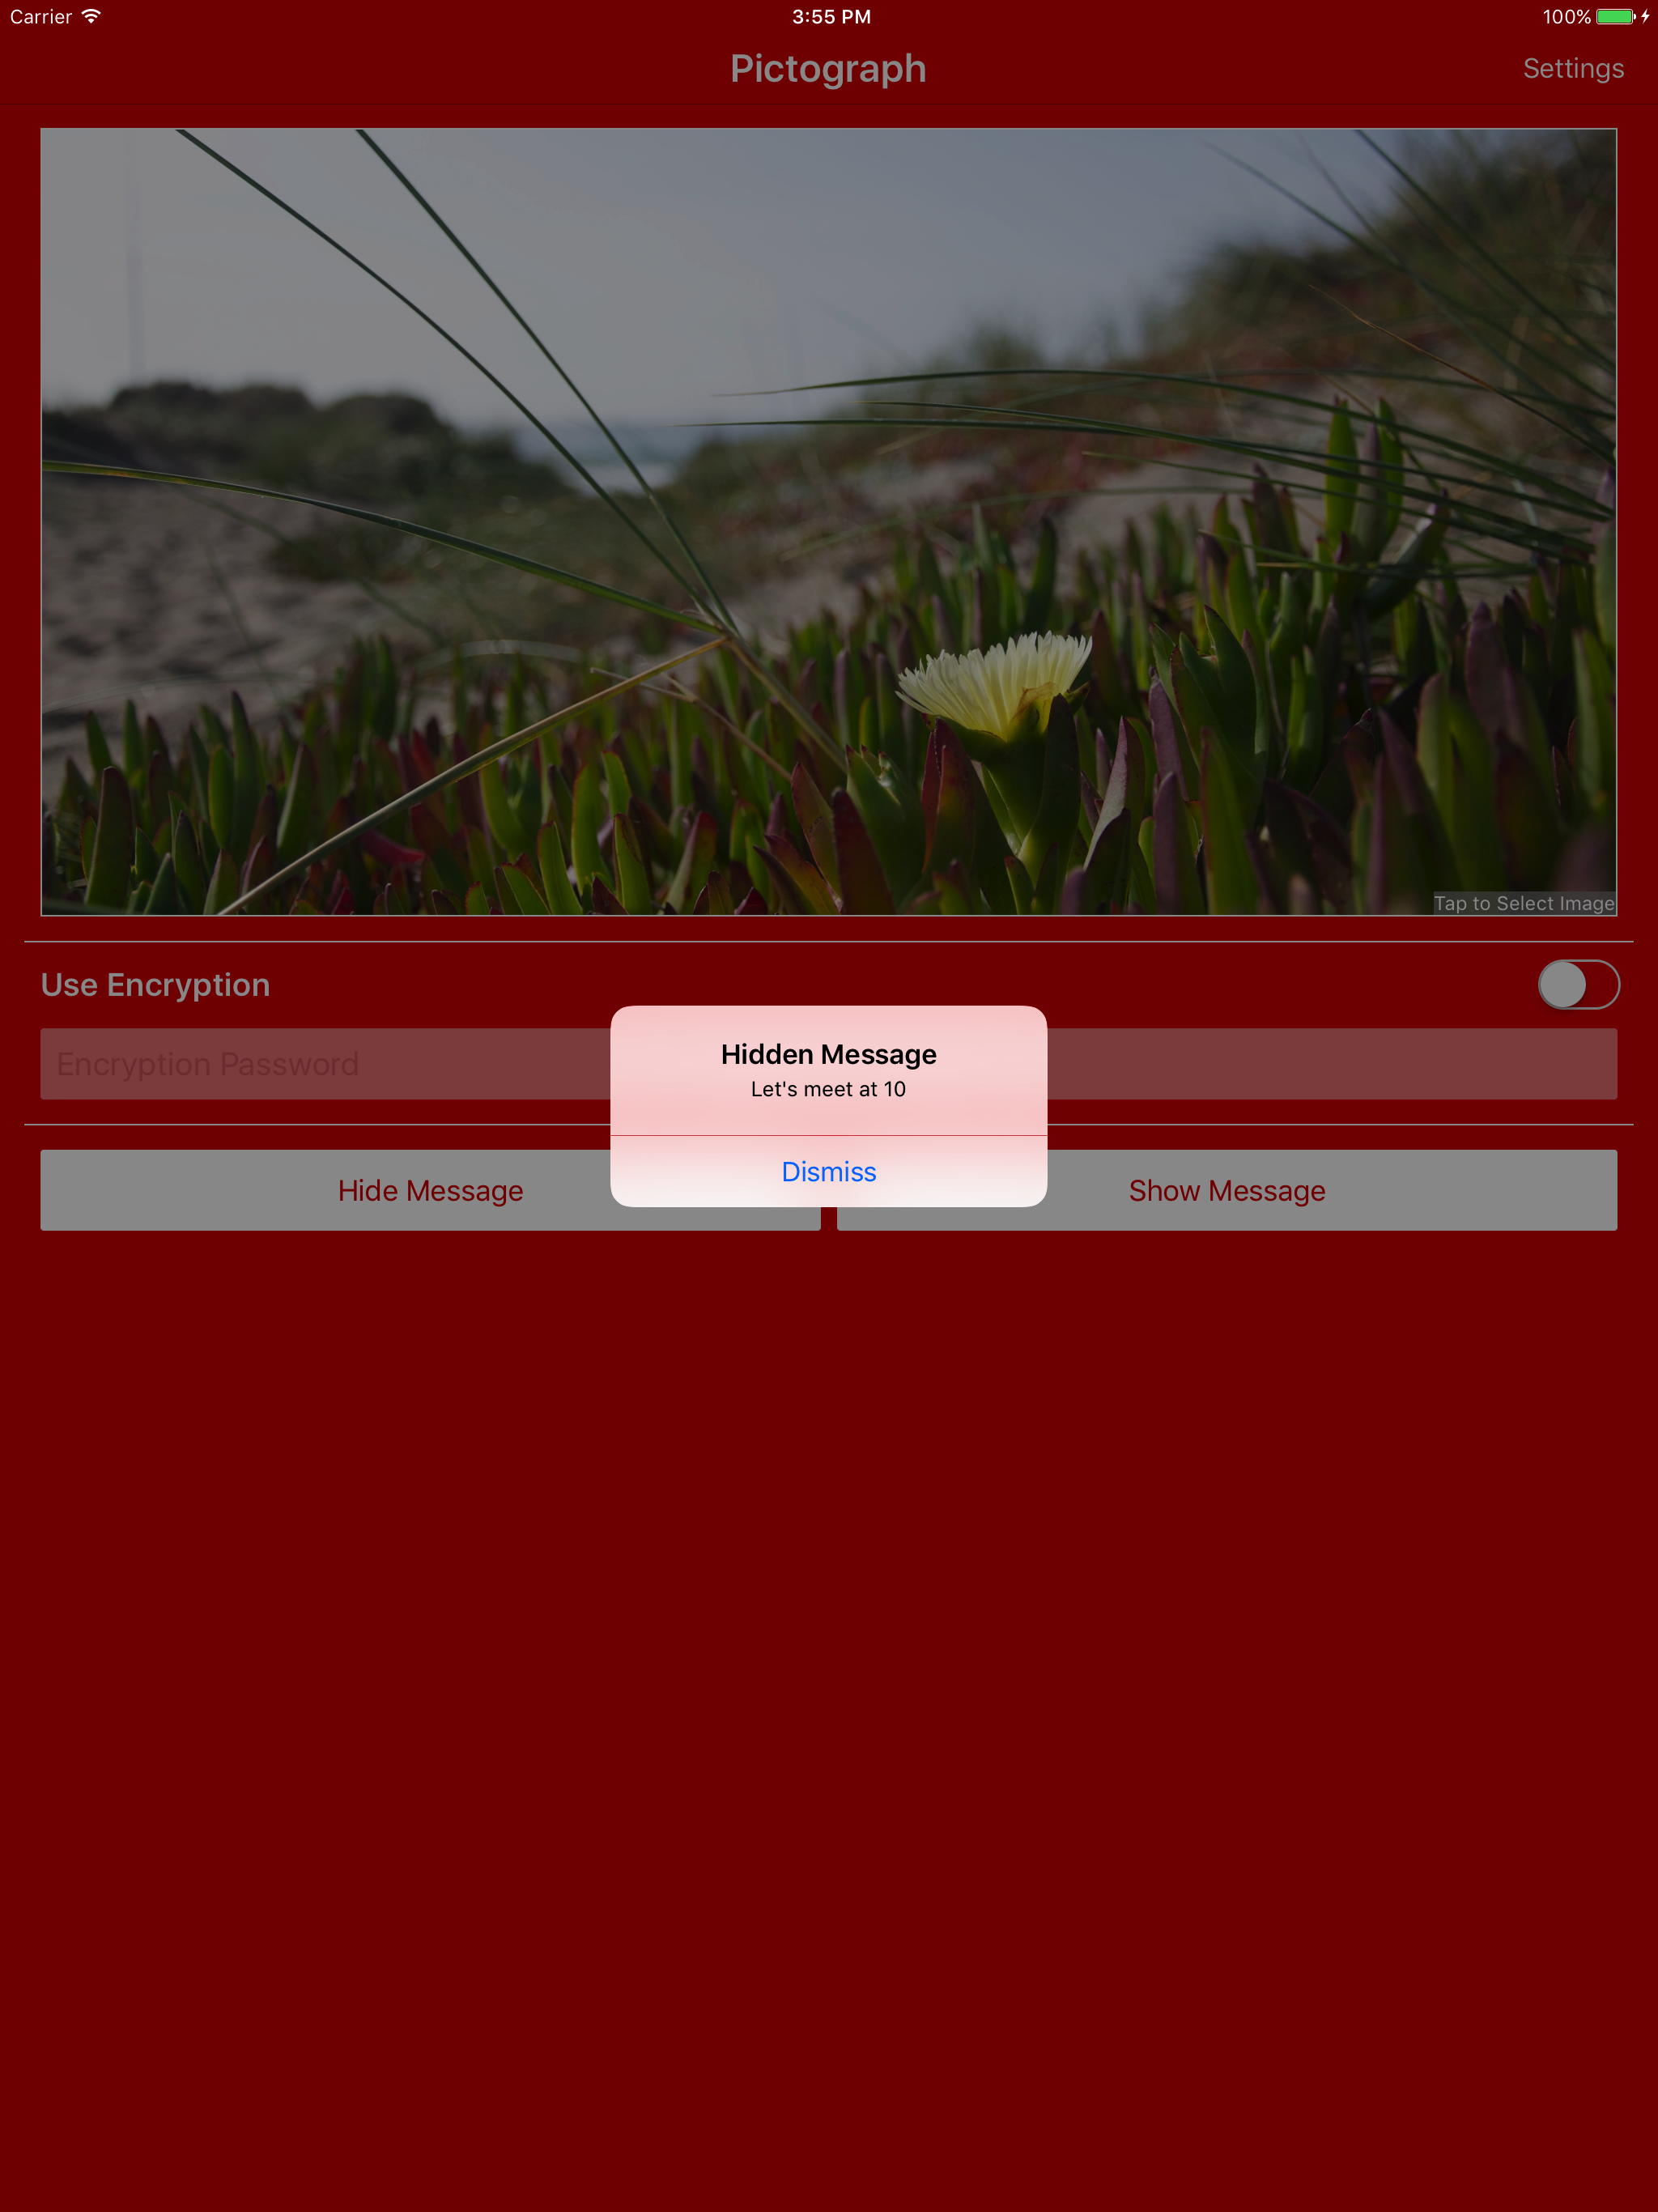 Carrier 3:55 PM 100%
Pictograph Settings
Tap to Select Image
Use Encryption
Encryption Password
Hidden Message
Let's meet at 10
Dismiss
Hide Message Show Message